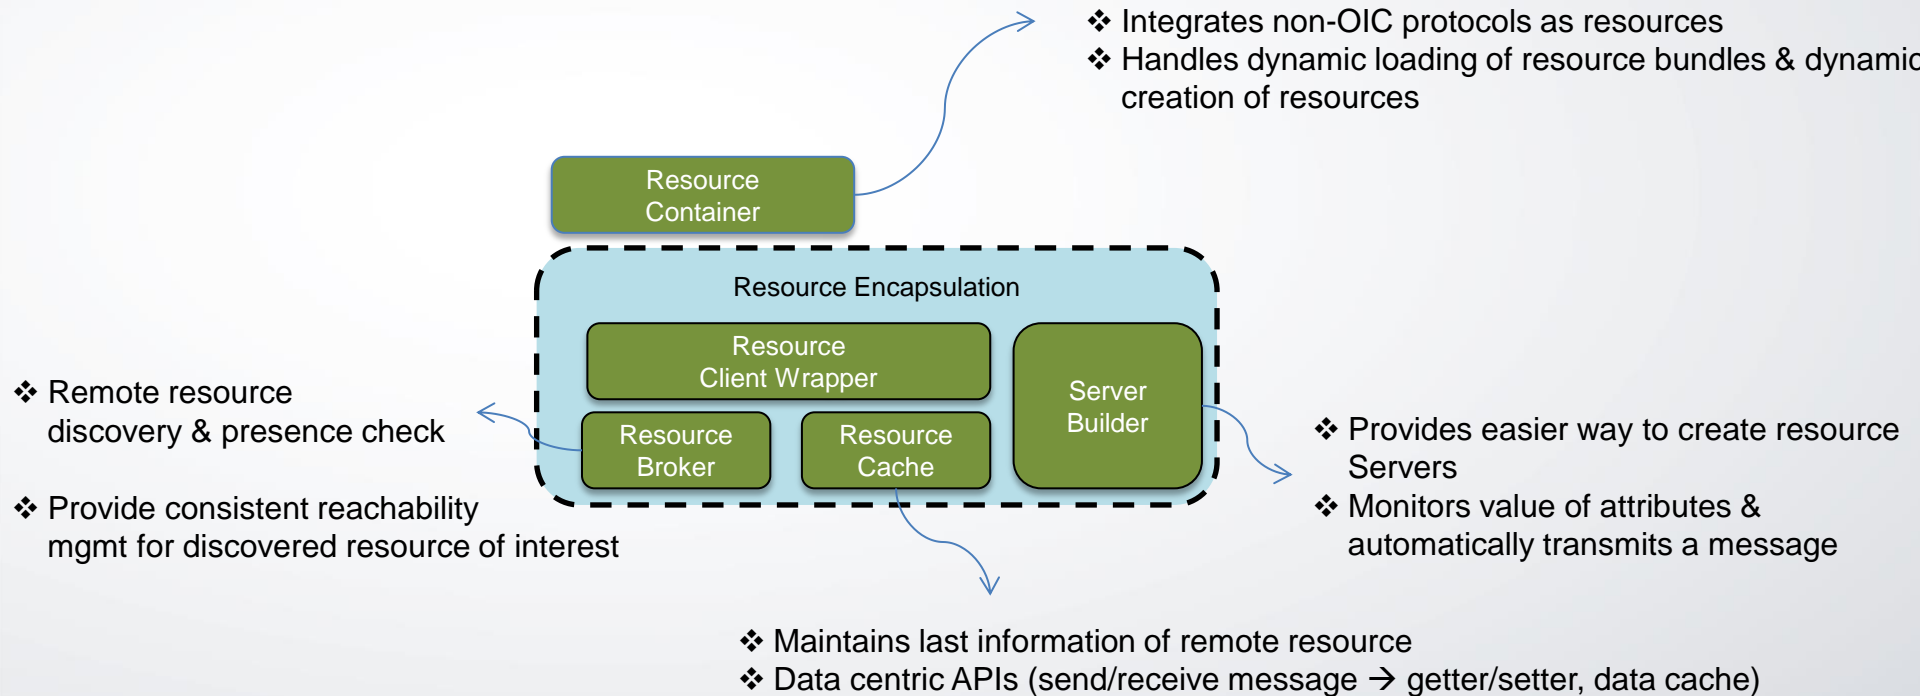 ❖ Integrates non-OIC protocols as resources
❖ Handles dynamic loading of resource bundles & dynamic
creation of resources
Resource
Container
Resource Encapsulation
Resource
Client Wrapper
Server
Builder
Resource
Broker
Resource
Cache
❖ Remote resource
discovery & presence check
❖ Provide consistent reachability
mgmt for discovered resource of interest
❖ Provides easier way to create resource
Servers
❖ Monitors value of attributes &
automatically transmits a message
❖ Maintains last information of remote resource
❖ Data centric APIs (send/receive message → getter/setter, data cache)